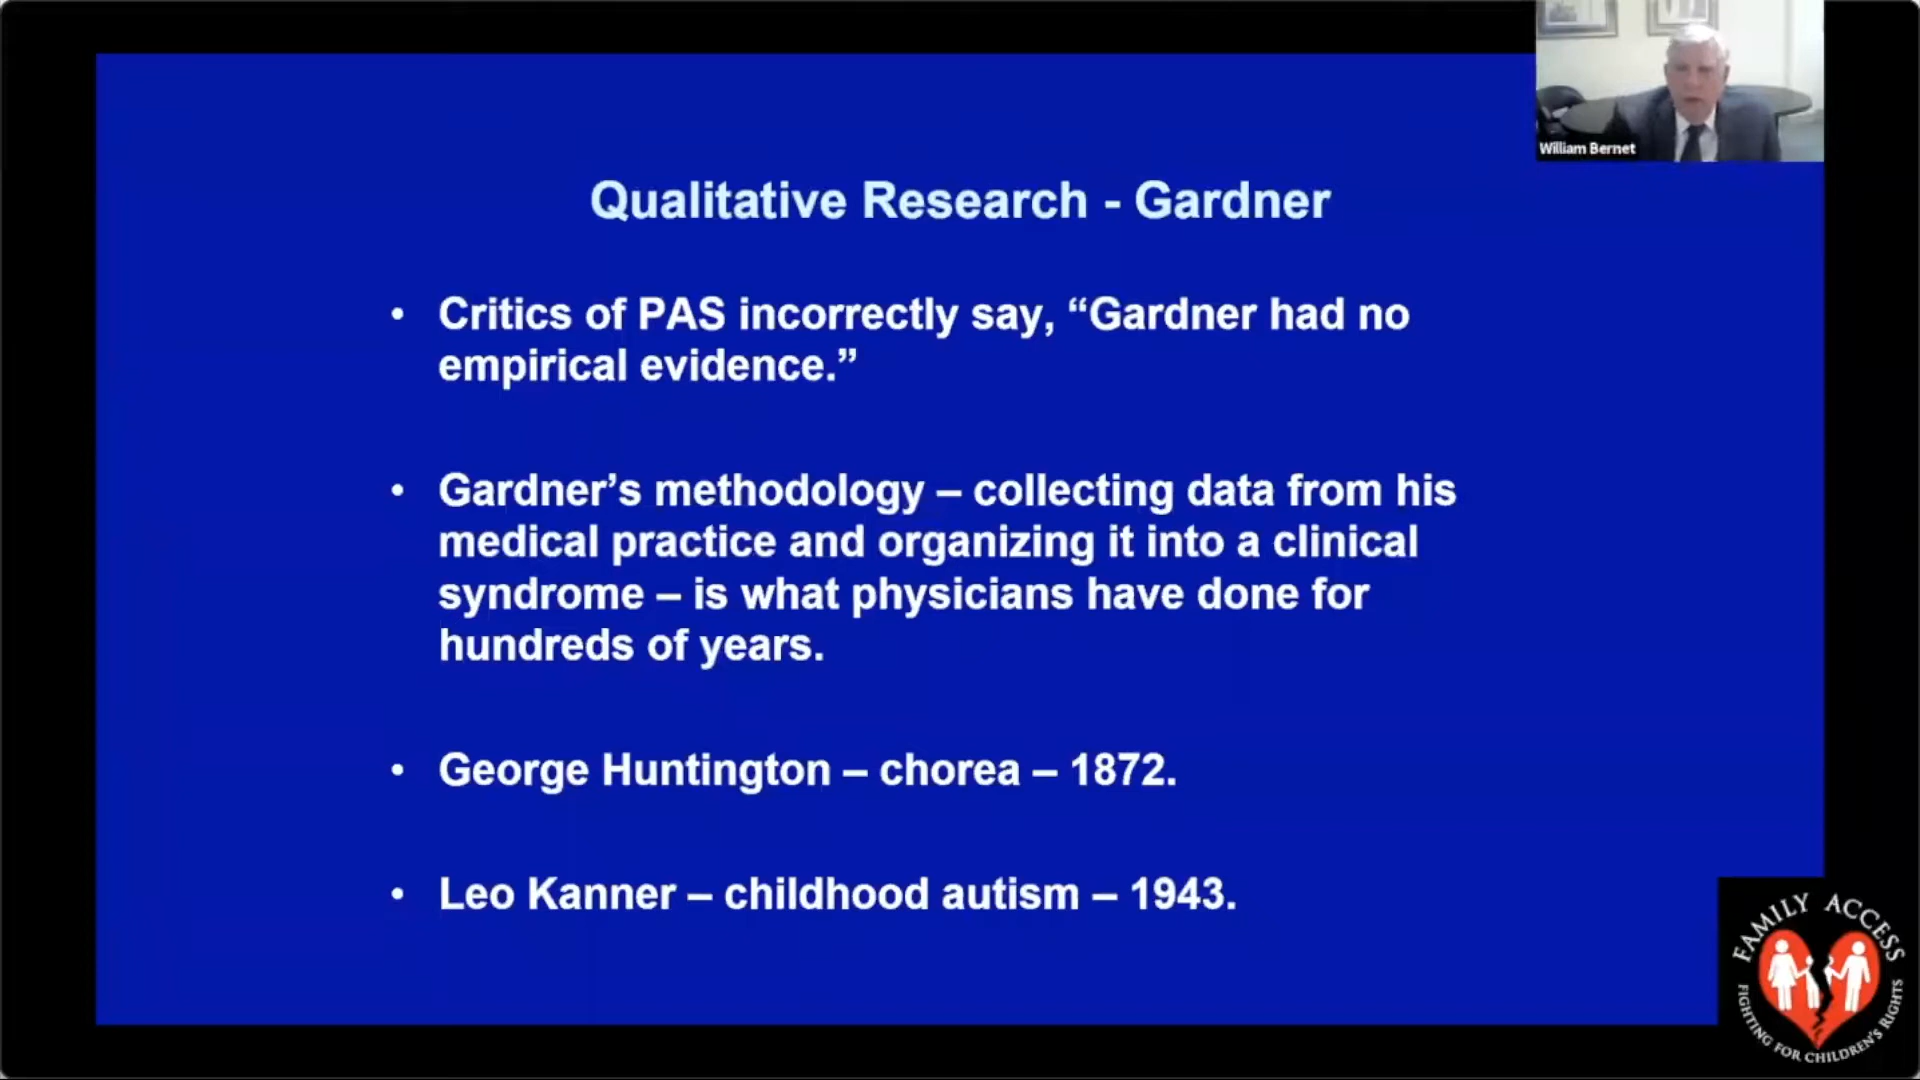 William Bernet
Qualitative Research - Gardner
• Critics of PAS incorrectly say, “Gardner had no
empirical evidence.”
• Gardner’s methodology – collecting data from his
medical practice and organizing it into a clinical
syndrome – is what physicians have done for
hundreds of years.
• George Huntington – chorea – 1872.
• Leo Kanner – childhood autism – 1943.
FAMILY ACCESS
FIGHTING FOR CHILDREN'S RIGHTS